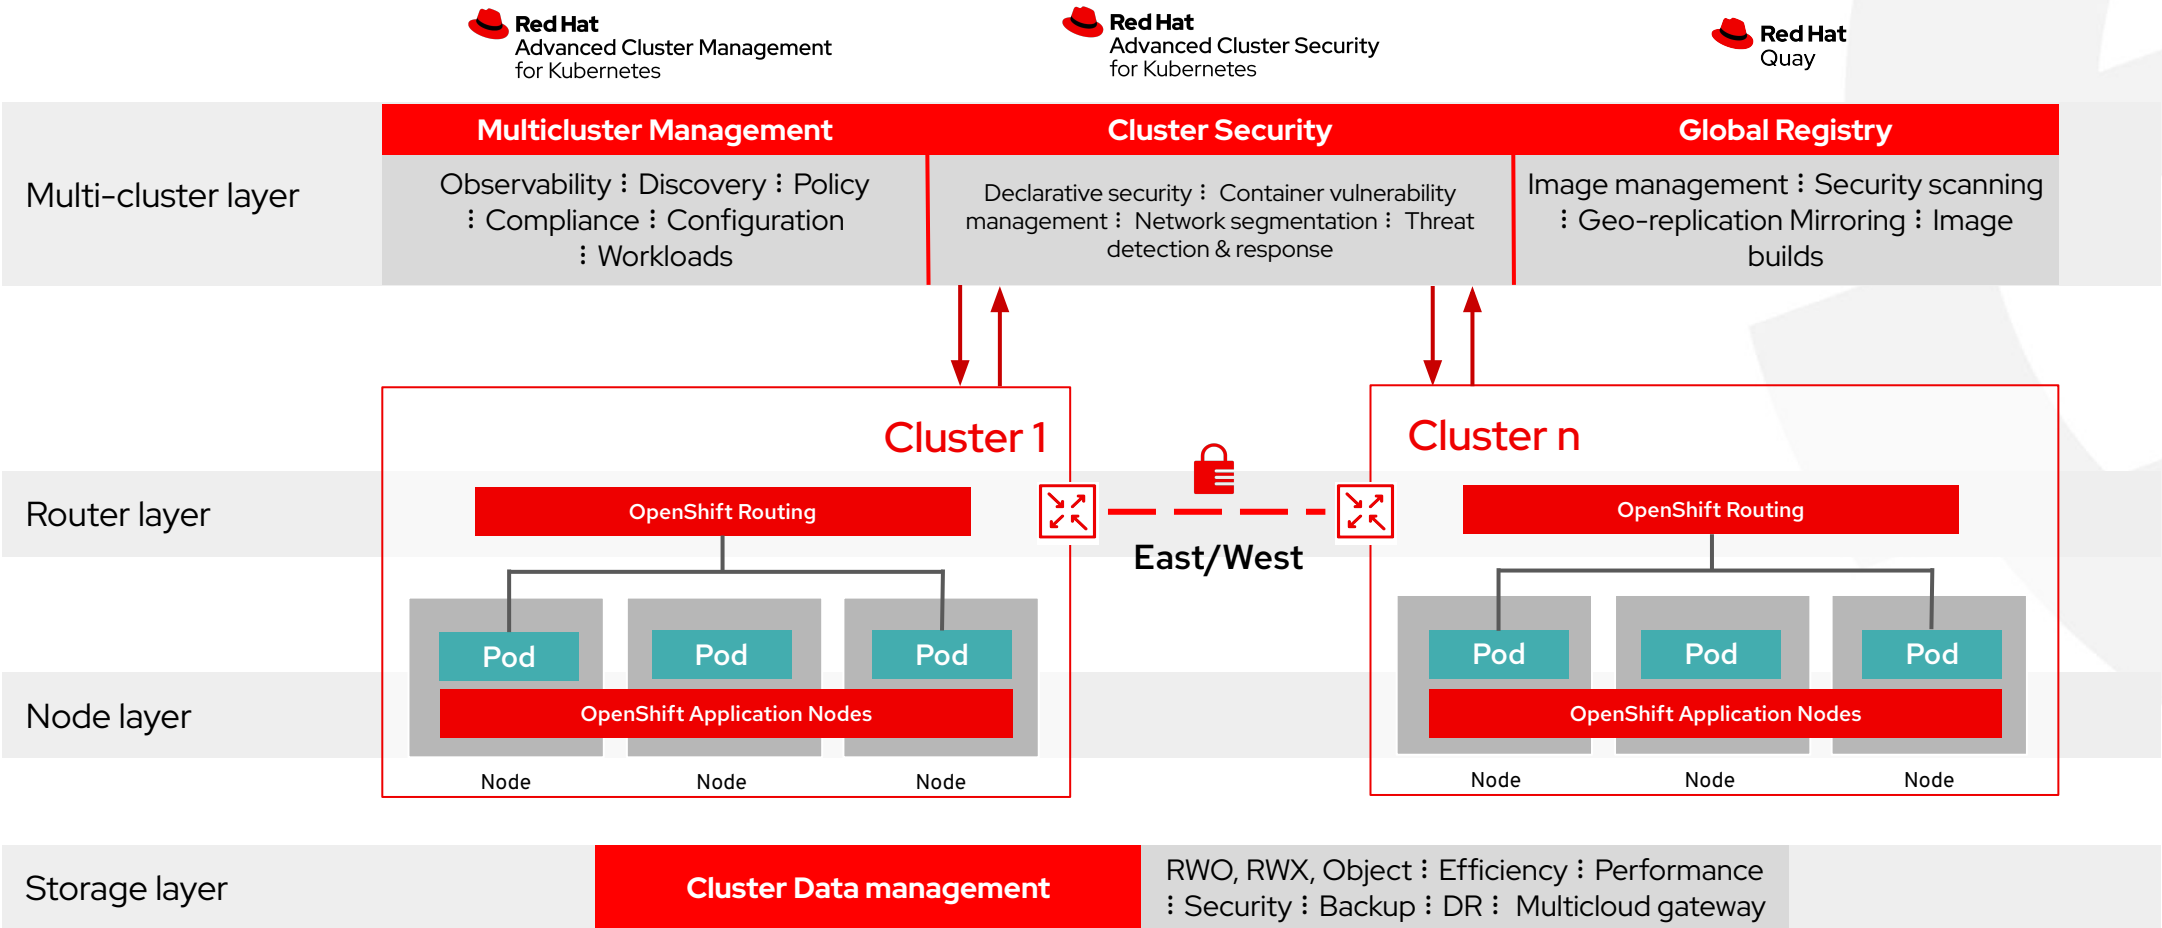 Red Hat
Advanced Cluster Management
for Kubernetes
Red Hat
Advanced Cluster Security
for Kubernetes
Red Hat
Quay
Multi-cluster layer
Multicluster Management
Observability ⋮ Discovery ⋮ Policy
⋮ Compliance ⋮ Configuration
⋮ Workloads
Cluster Security
Declarative security ⋮ Container vulnerability
management ⋮ Network segmentation ⋮ Threat
detection & response
Global Registry
Image management ⋮ Security scanning
⋮ Geo-replication Mirroring ⋮ Image
builds
Cluster 1
Cluster n
Router layer
OpenShift Routing
East/West
OpenShift Routing
Pod
Pod
Pod
Pod
Pod
Pod
Node layer
OpenShift Application Nodes
OpenShift Application Nodes
Node
Node
Node
Node
Node
Node
Storage layer
Cluster Data management
RWO, RWX, Object ⋮ Efficiency ⋮ Performance
⋮ Security ⋮ Backup ⋮ DR ⋮ Multicloud gateway